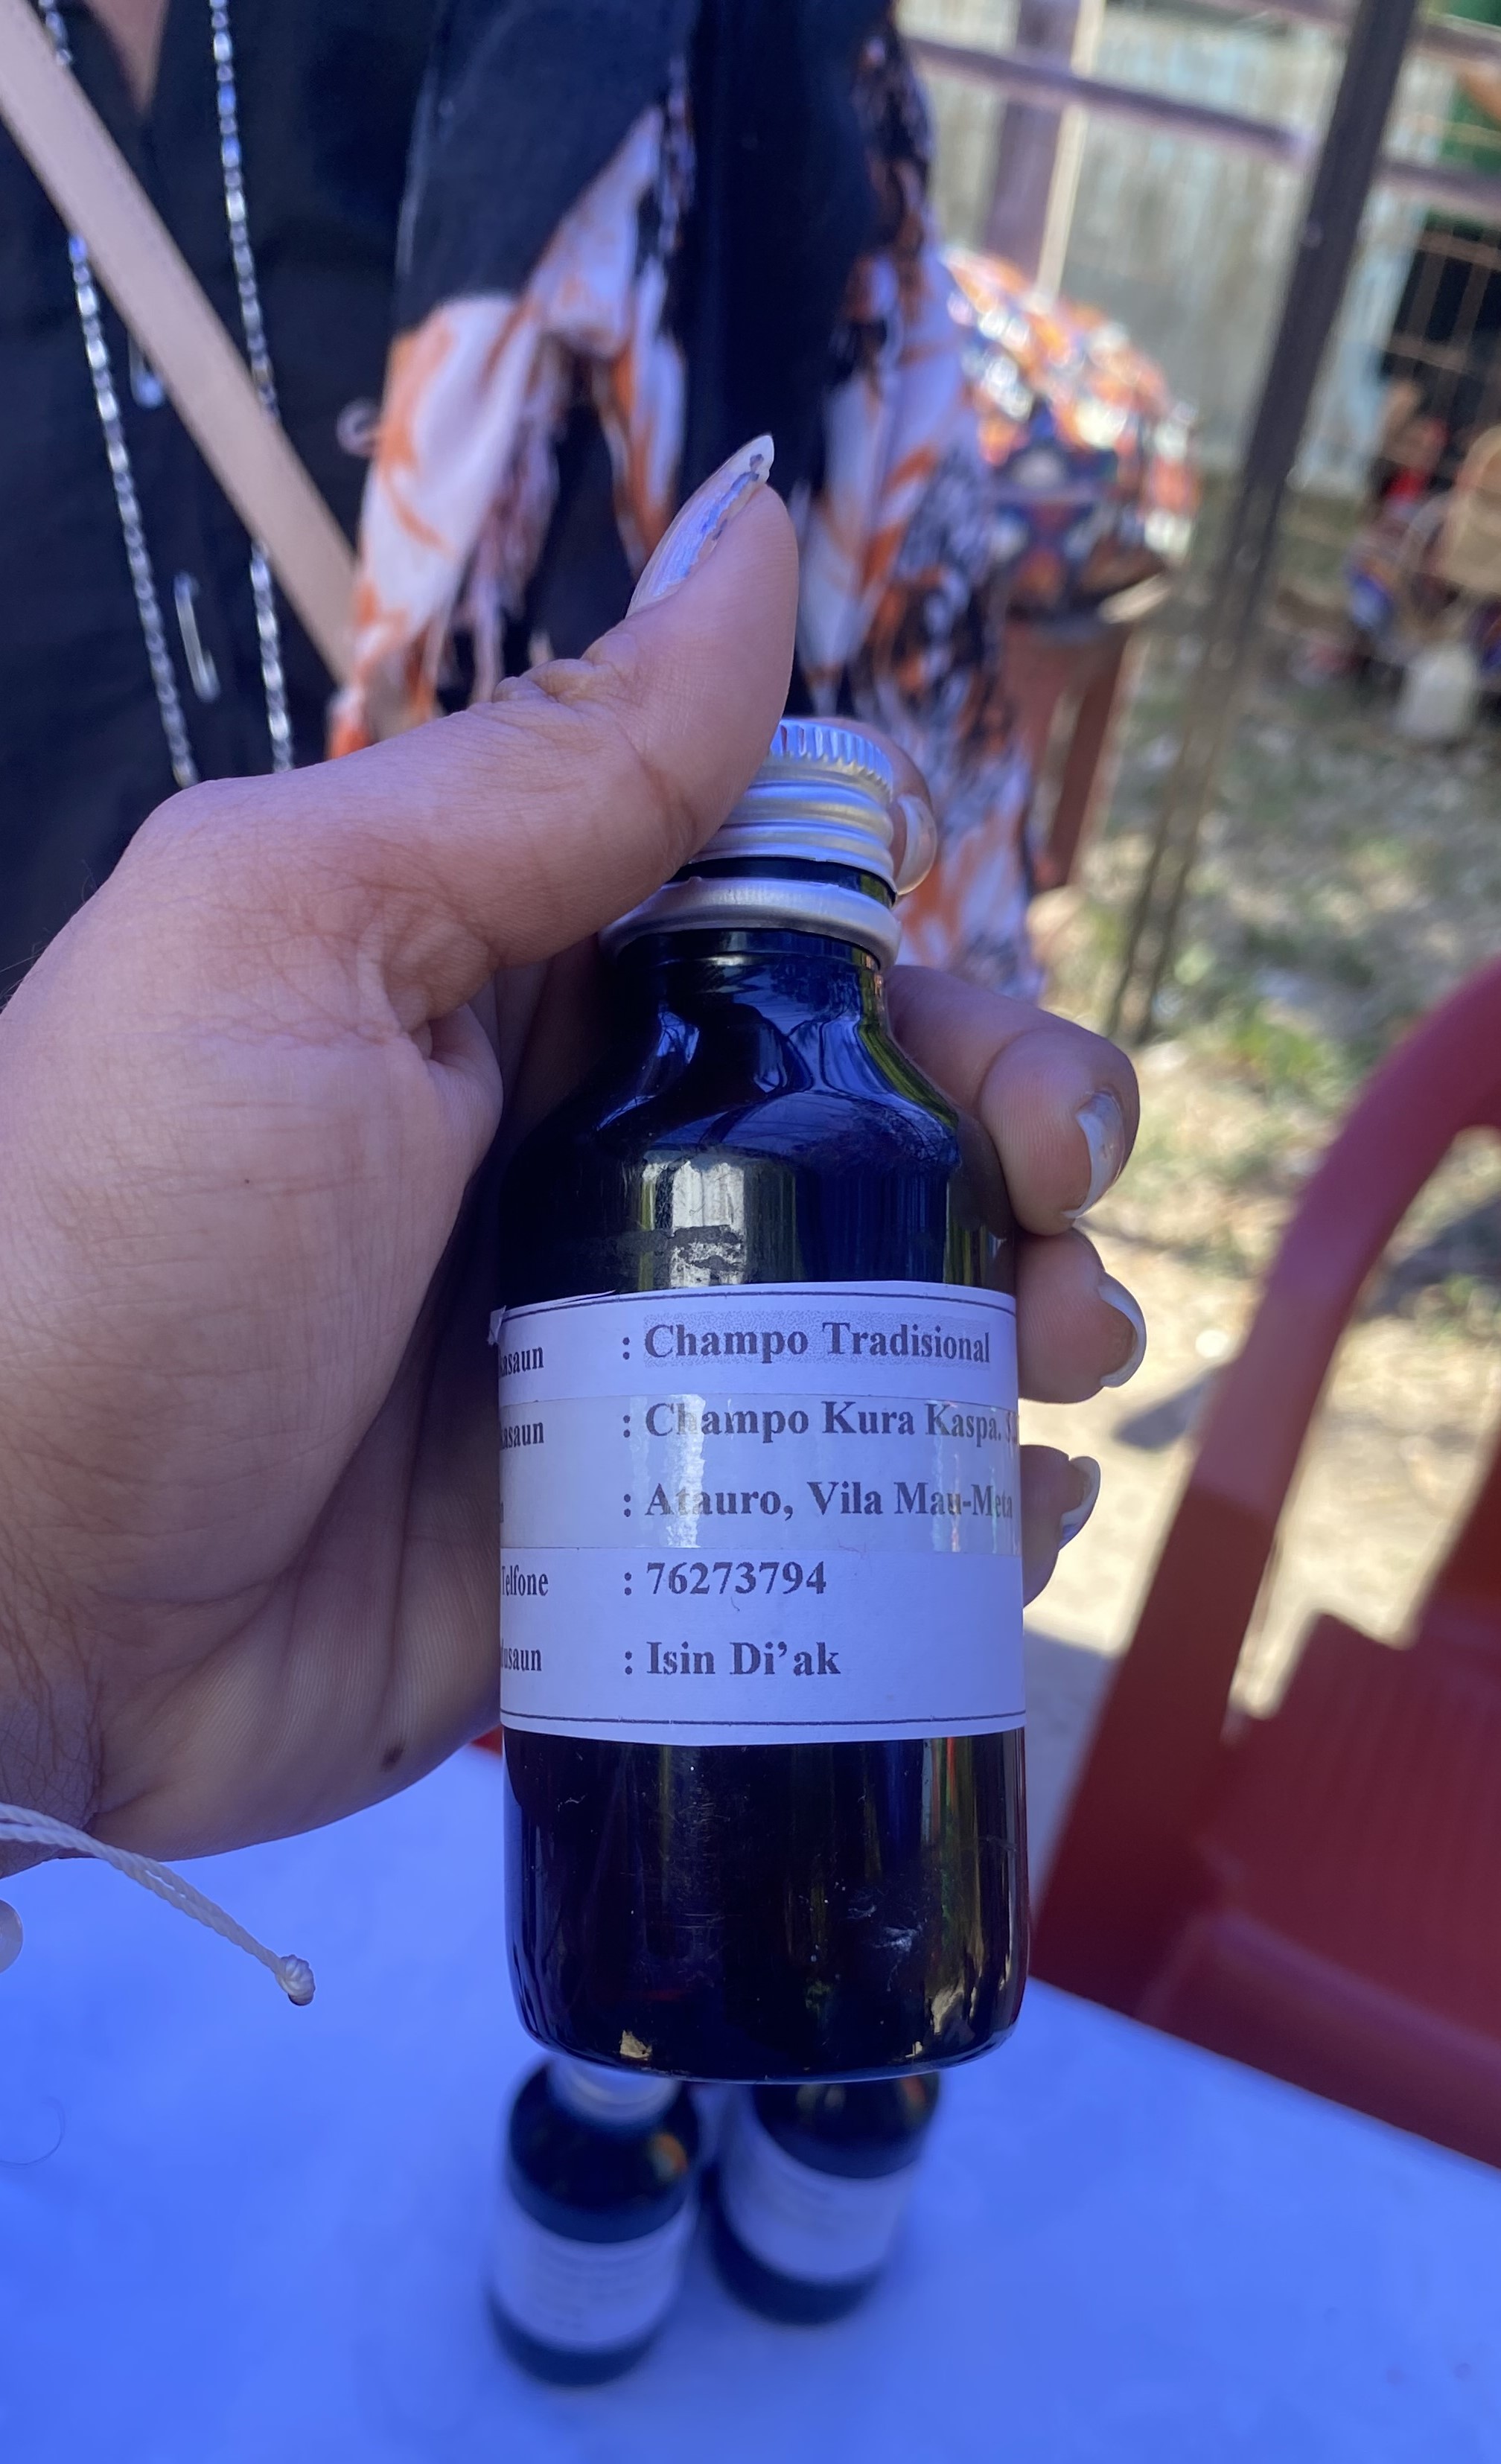 : Champo Tradisional
: Champo Kura Kaspa.
: Atauro, Vila Mau-Meta
Telfone : 76273794
: Isin Di’ak